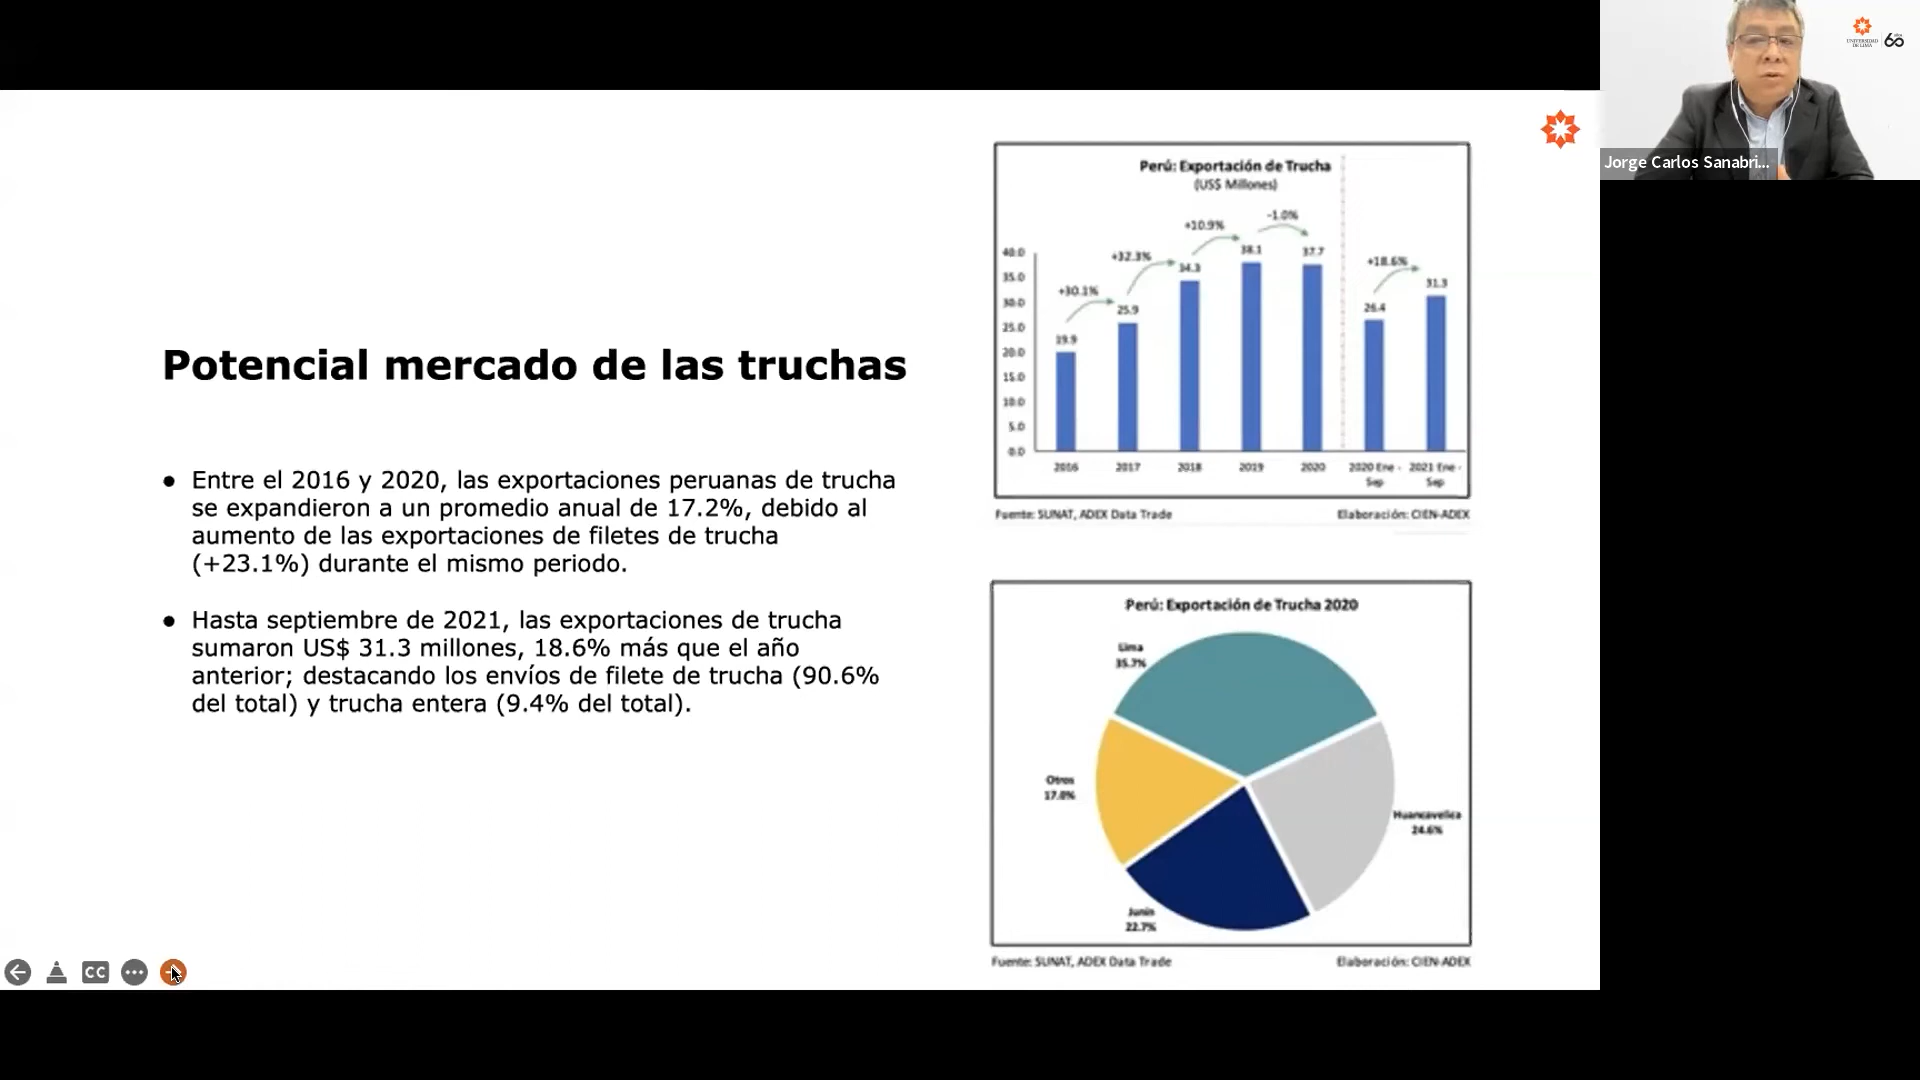 Potencial mercado de las truchas
● Entre el 2016 y 2020, las exportaciones peruanas de trucha
se expandieron a un promedio anual de 17.2%, debido al
aumento de las exportaciones de filetes de trucha
(+23.1%) durante el mismo periodo.
● Hasta septiembre de 2021, las exportaciones de trucha
sumaron US$ 31.3 millones, 18.6% más que el año
anterior; destacando los envíos de filete de trucha (90.6%
del total) y trucha entera (9.4% del total).
Perú: Exportación de Trucha
(US$ Millones)
+30.1%
+32.3%
+10.9%
-1.0%
+18.6%
40.0
35.0
30.0
25.0
20.0
15.0
10.0
5.0
0.0
19.9
25.9
34.3
38.1
37.7
26.4
31.3
2016
2017
2018
2019
2020
2020 Ene -
Sep
2021 Ene -
Sep
Fuente: SUNAT, ADEX Data Trade
Elaboración: CIEN-ADEX
Perú: Exportación de Trucha 2020
Lima
35.7%
Otros
17.0%
Huancavelica
24.6%
Junín
22.7%
Fuente: SUNAT, ADEX Data Trade
Elaboración: CIEN-ADEX
CC
UNIVERSIDAD
DE LIMA
60
Jorge Carlos Sanabri...